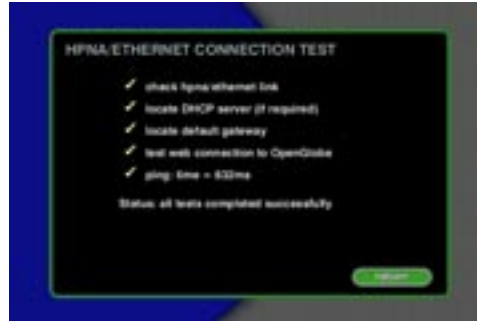 HPNA/ETHERNET CONNECTION TEST
check hpna/ethernet link
locate DHCP server (if required)
locate default gateway
test web connection to OpenGlobe
ping: time = 633ms
Status: all tests completed successfully